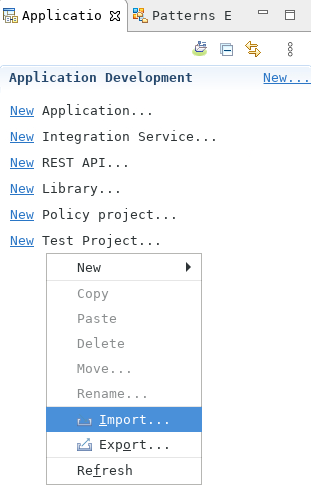 Applicatio
Patterns E
Application Development New...
New Application...
New Integration Service...
New REST API...
New Library...
New Policy project...
New Test Project...
New
Copy
Paste
Delete
Move...
Rename...
Import...
Export...
Refresh